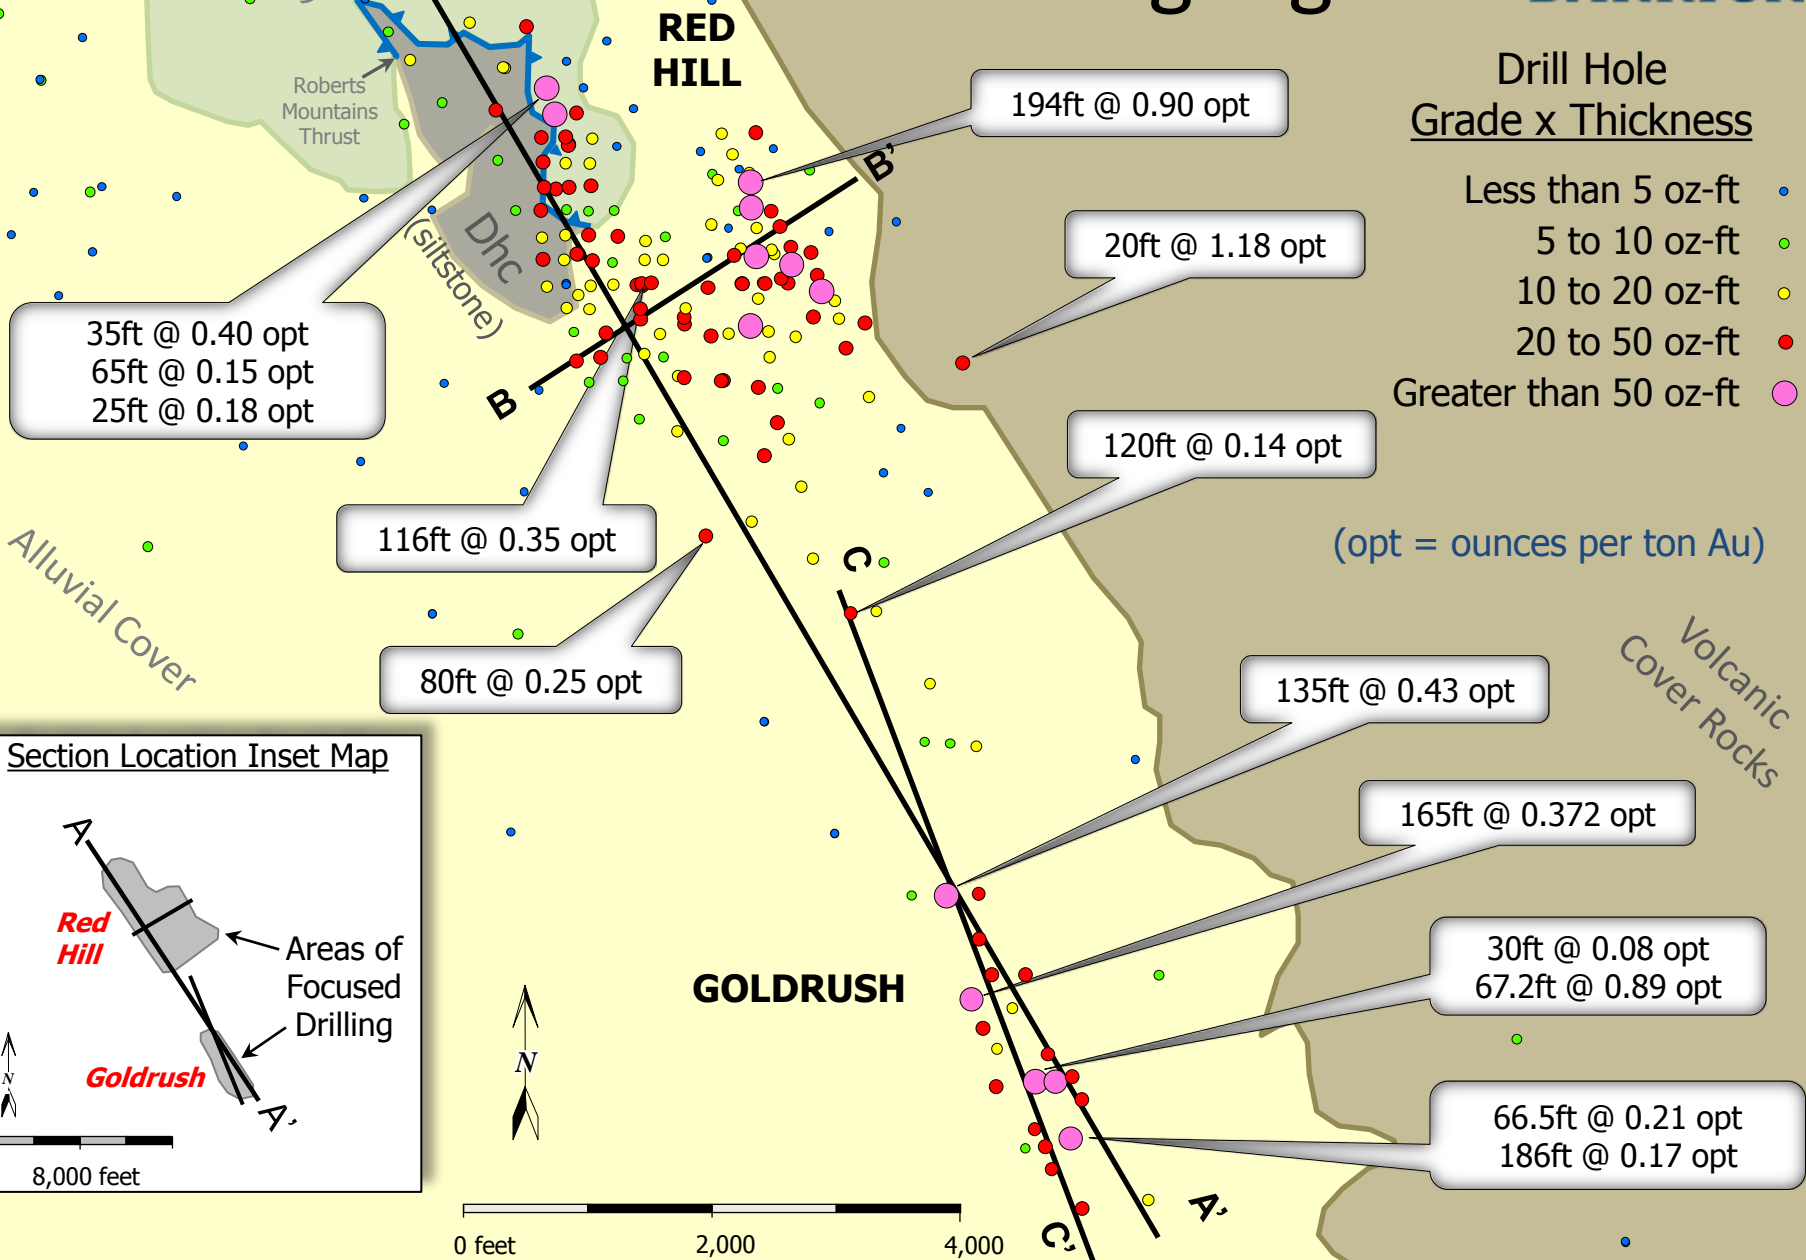 RED
HILL
Drill Hole
Grade x Thickness
Less than 5 oz-ft
5 to 10 oz-ft
10 to 20 oz-ft
20 to 50 oz-ft
Greater than 50 oz-ft
(opt = ounces per ton Au)
Roberts
Mountains
Thrust
Dhc
(siltstone)
194ft @ 0.90 opt
B'
20ft @ 1.18 opt
35ft @ 0.40 opt
65ft @ 0.15 opt
25ft @ 0.18 opt
B
120ft @ 0.14 opt
116ft @ 0.35 opt
C
80ft @ 0.25 opt
Alluvial Cover
Volcanic
Cover Rocks
135ft @ 0.43 opt
165ft @ 0.372 opt
30ft @ 0.08 opt
67.2ft @ 0.89 opt
66.5ft @ 0.21 opt
186ft @ 0.17 opt
GOLDRUSH
N
A'
C'
0 feet
2,000
4,000
Section Location Inset Map
A
Red
Hill
Areas of
Focused
Drilling
Goldrush
A'
N
8,000 feet